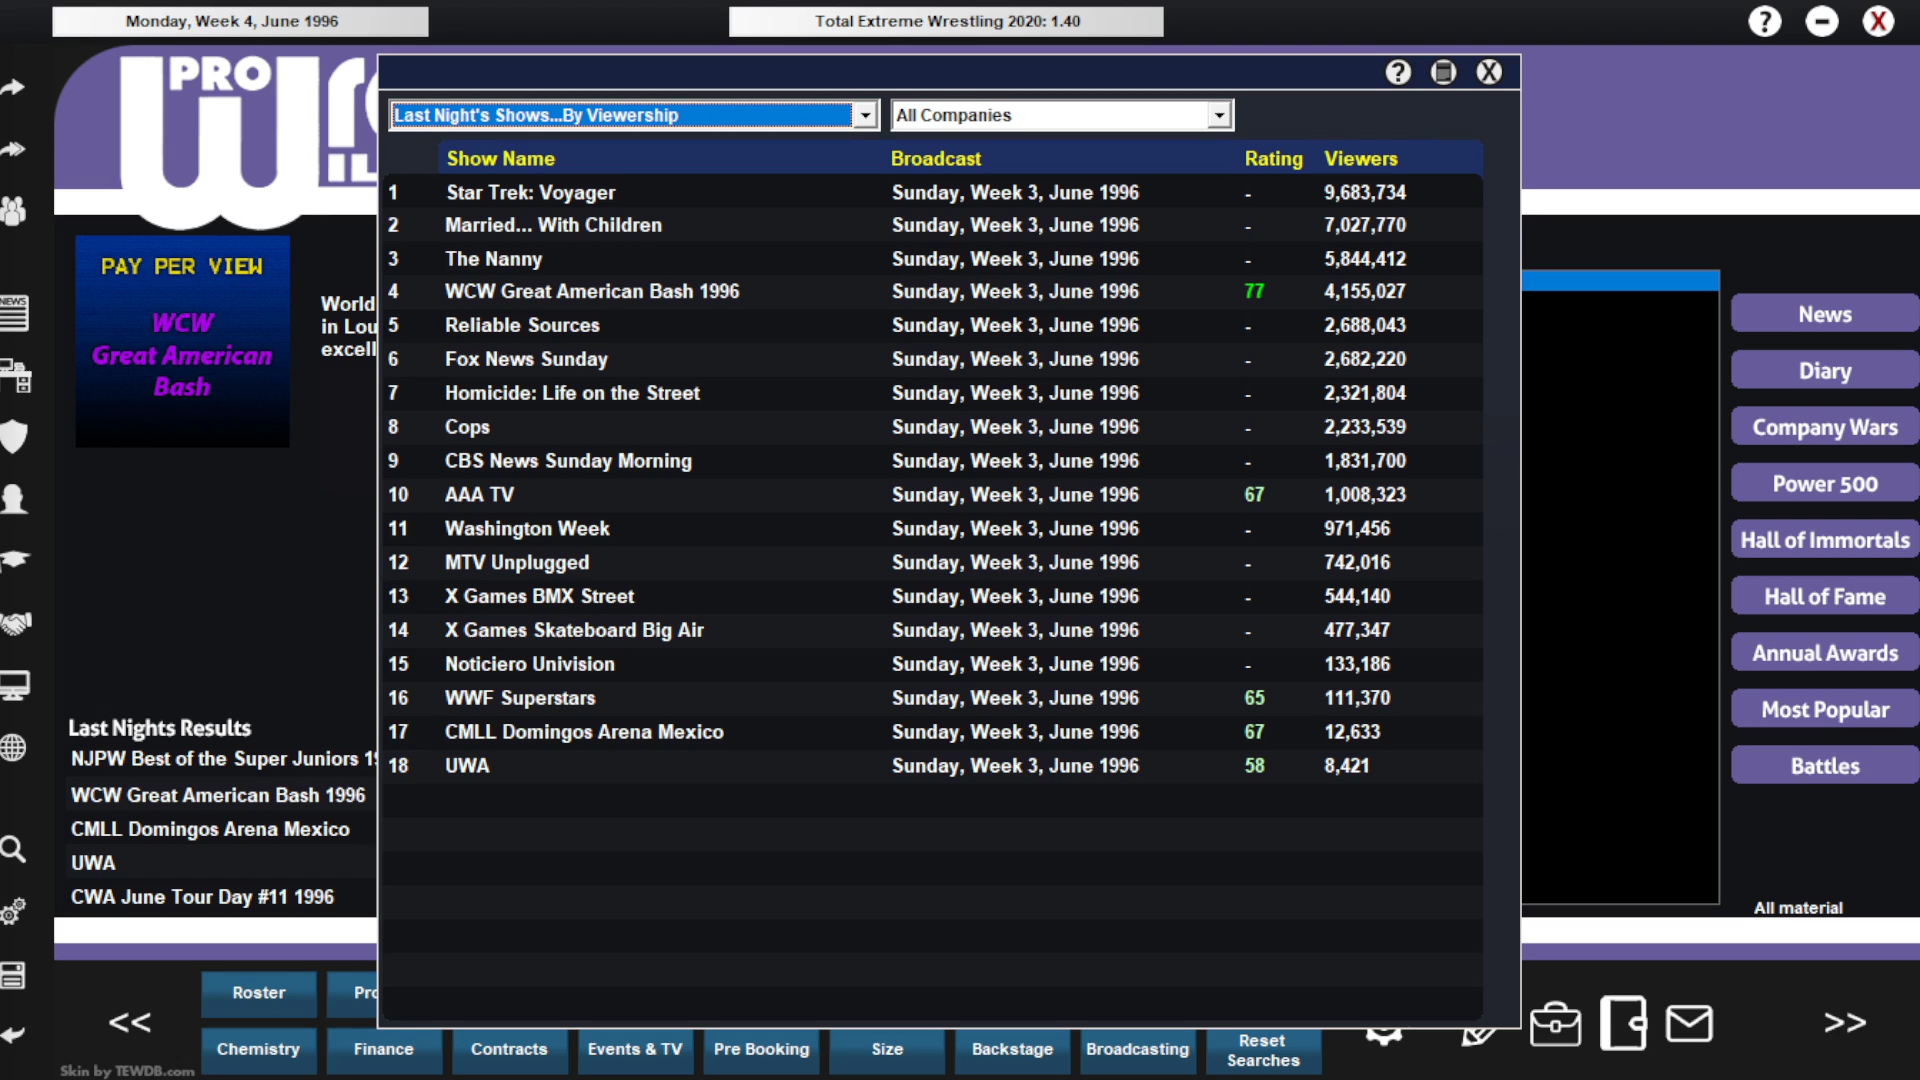 Monday, Week 4, June 1996
Total Extreme Wrestling 2020: 1.40
?
-
X
PRO
? X
Last Night's Shows...By Viewership
All Companies
Show Name Broadcast Rating Viewers
1 Star Trek: Voyager Sunday, Week 3, June 1996 - 9,683,734
2 Married... With Children Sunday, Week 3, June 1996 - 7,027,770
3 The Nanny Sunday, Week 3, June 1996 - 5,844,412
4 WCW Great American Bash 1996 Sunday, Week 3, June 1996 77 4,155,027
5 Reliable Sources Sunday, Week 3, June 1996 - 2,688,043
6 Fox News Sunday Sunday, Week 3, June 1996 - 2,682,220
7 Homicide: Life on the Street Sunday, Week 3, June 1996 - 2,321,804
8 Cops Sunday, Week 3, June 1996 - 2,233,539
9 CBS News Sunday Morning Sunday, Week 3, June 1996 - 1,831,700
10 AAA TV Sunday, Week 3, June 1996 67 1,008,323
11 Washington Week Sunday, Week 3, June 1996 - 971,456
12 MTV Unplugged Sunday, Week 3, June 1996 - 742,016
13 X Games BMX Street Sunday, Week 3, June 1996 - 544,140
14 X Games Skateboard Big Air Sunday, Week 3, June 1996 - 477,347
15 Noticiero Univision Sunday, Week 3, June 1996 - 133,186
16 WWF Superstars Sunday, Week 3, June 1996 65 111,370
17 CMLL Domingos Arena Mexico Sunday, Week 3, June 1996 67 12,633
18 UWA Sunday, Week 3, June 1996 58 8,421
PAY PER VIEW
WCW
Great American
Bash
World
in Lou
excell
NEWS
Last Nights Results
NJPW Best of the Super Juniors 19
WCW Great American Bash 1996
CMLL Domingos Arena Mexico
UWA
CWA June Tour Day #11 1996
News
Diary
Company Wars
Power 500
Hall of Immortals
Hall of Fame
Annual Awards
Most Popular
Battles
All material
<<
Roster
Pro
Chemistry
Finance
Contracts
Events & TV
Pre Booking
Size
Backstage
Broadcasting
Reset
Searches
>>
Skin by TEWDB.com